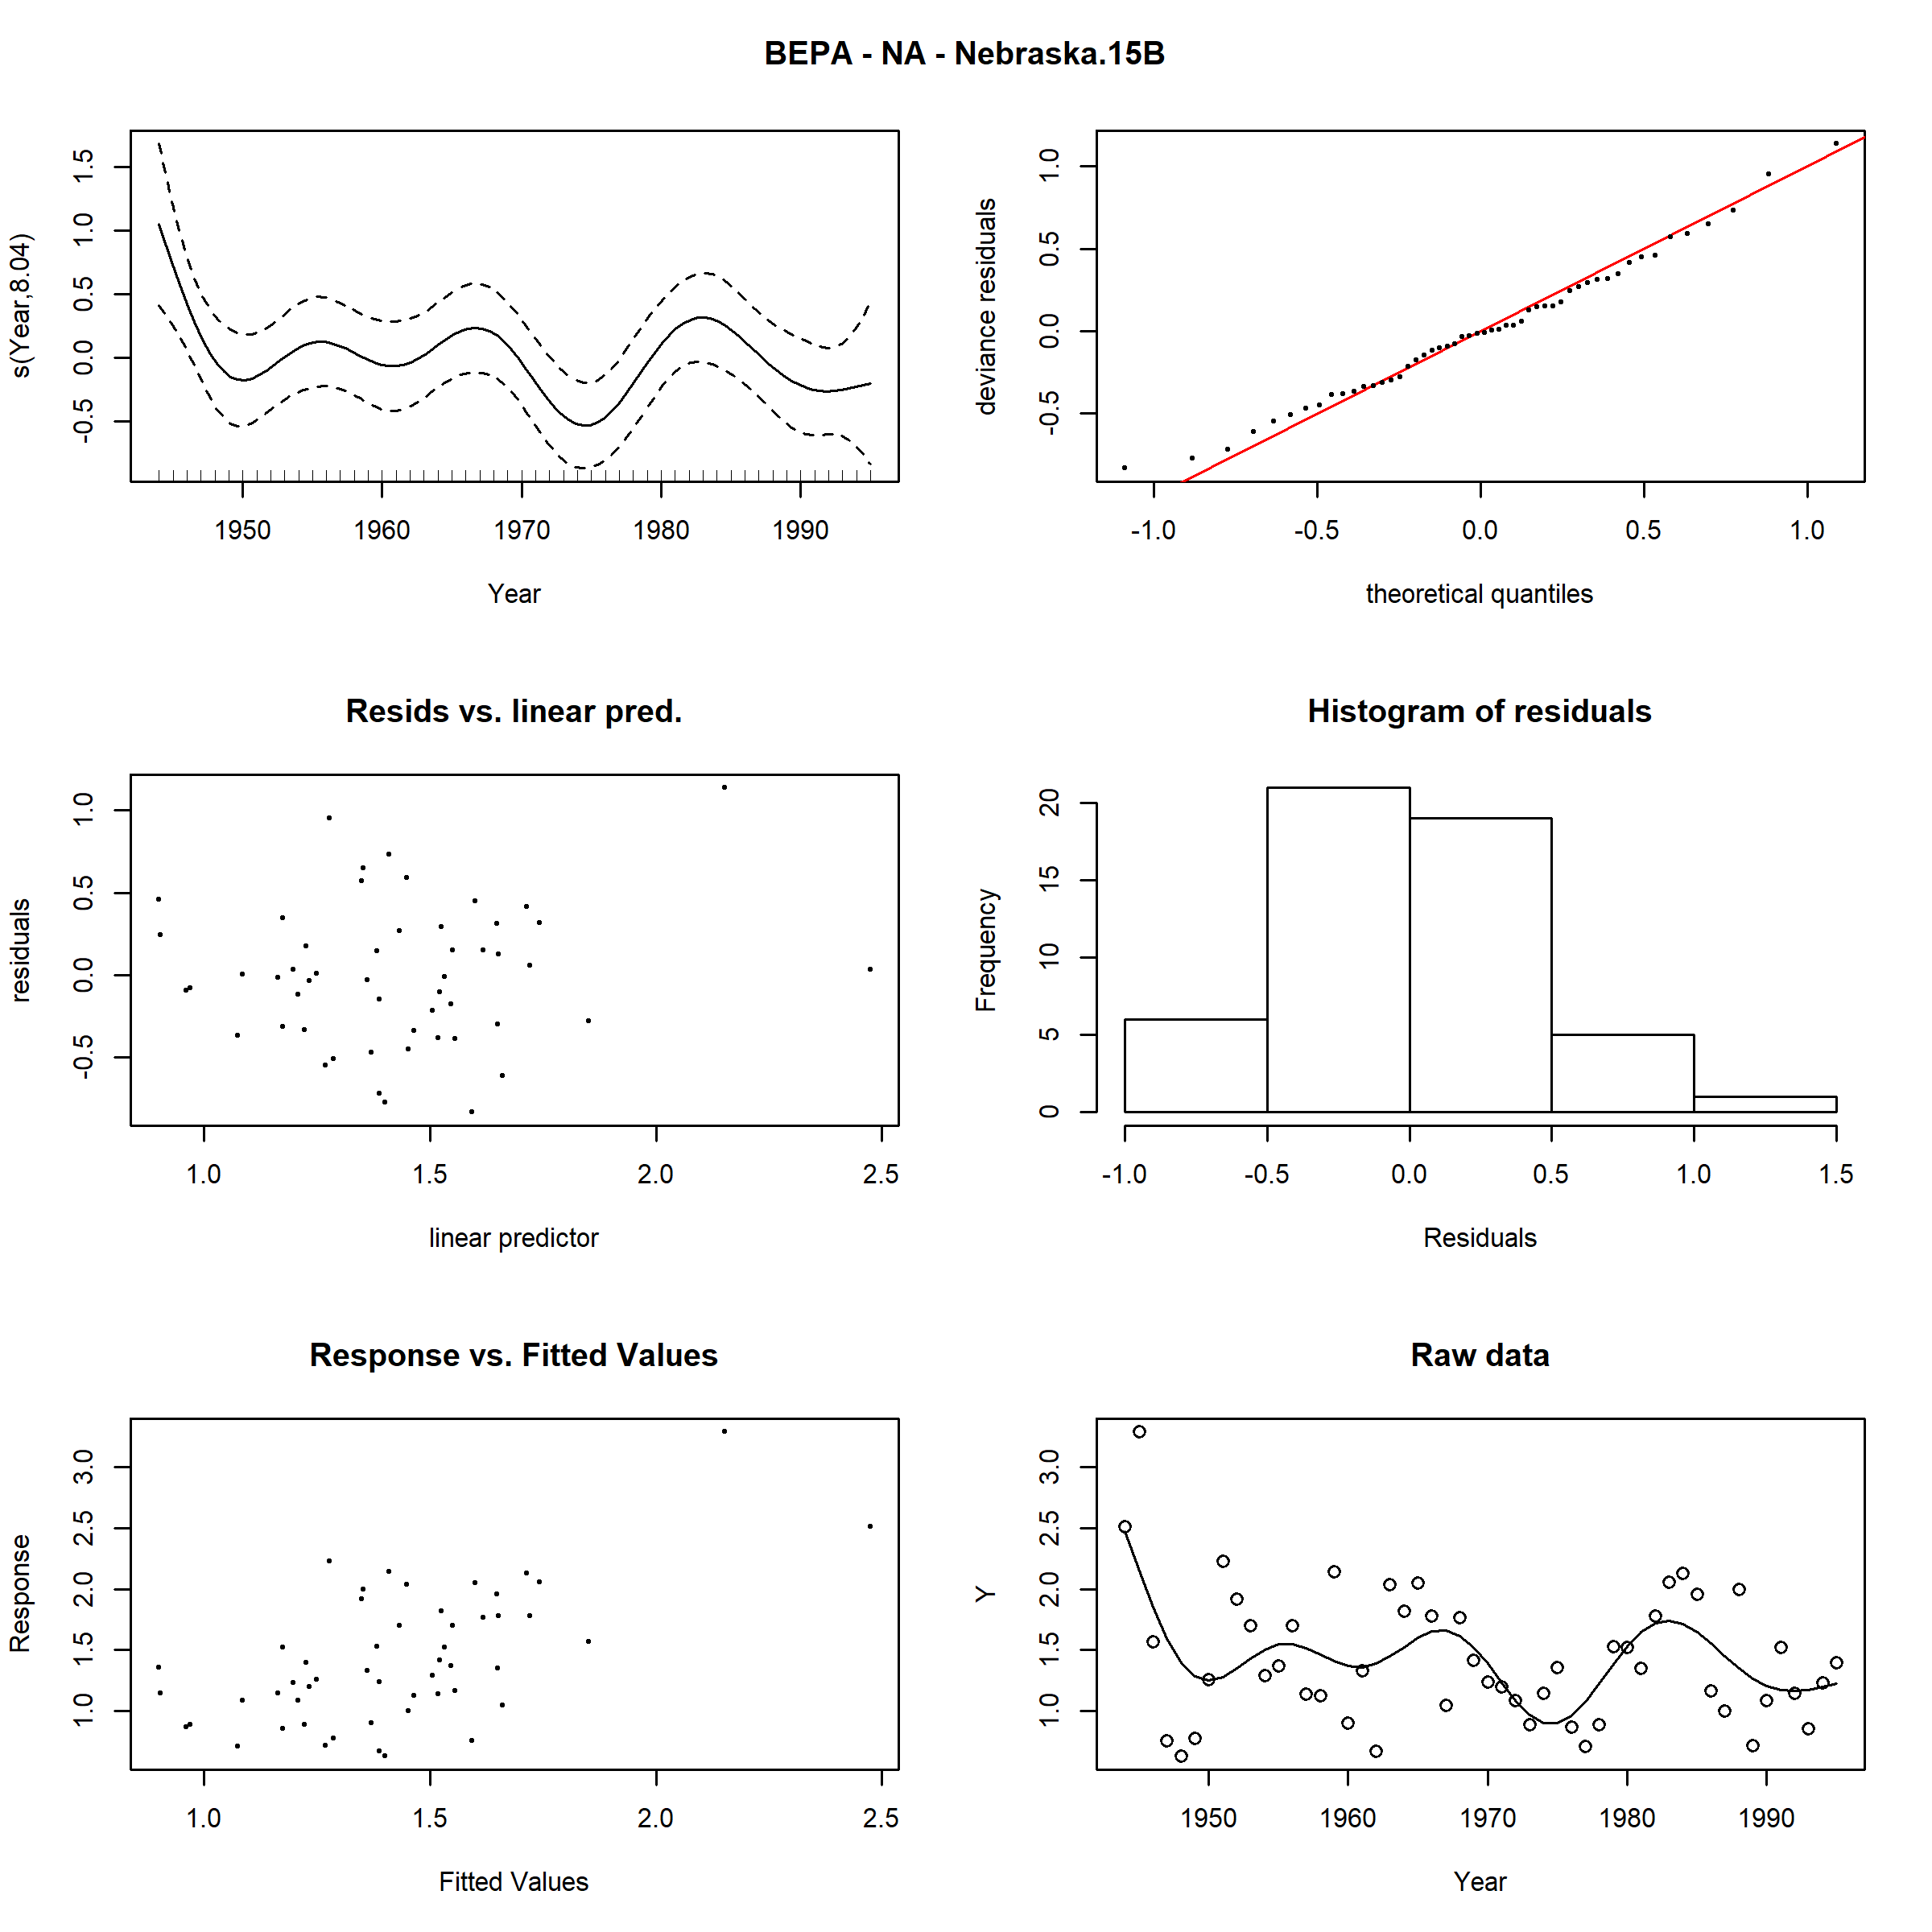 BEPA - NA - Nebraska.15B
s(Year,8.04)
1.5
1.0
0.5
0.0
-0.5
1950 1960 1970 1980 1990
Year
deviance residuals
1.0
0.5
0.0
-0.5
-1.0 -0.5 0.0 0.5 1.0
theoretical quantiles
Resids vs. linear pred.
residuals
1.0
0.5
0.0
-0.5
1.0 1.5 2.0 2.5
linear predictor
Histogram of residuals
Frequency
20
15
10
5
0
-1.0 -0.5 0.0 0.5 1.0 1.5
Residuals
Response vs. Fitted Values
Response
3.0
2.5
2.0
1.5
1.0
1.0 1.5 2.0 2.5
Fitted Values
Raw data
Y
3.0
2.5
2.0
1.5
1.0
1950 1960 1970 1980 1990
Year